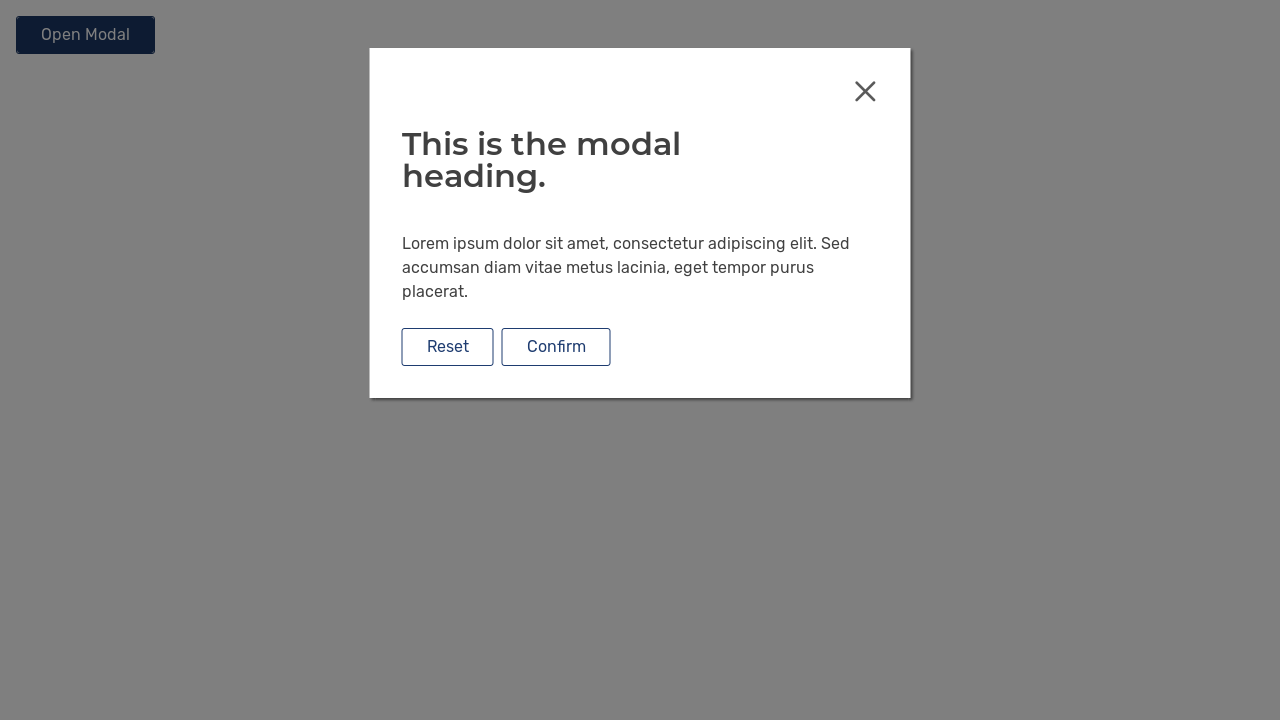 Open Modal
This is the modal
heading.
Lorem ipsum dolor sit amet, consectetur adipiscing elit. Sed
accumsan diam vitae metus lacinia, eget tempor purus
placerat.
Reset Confirm